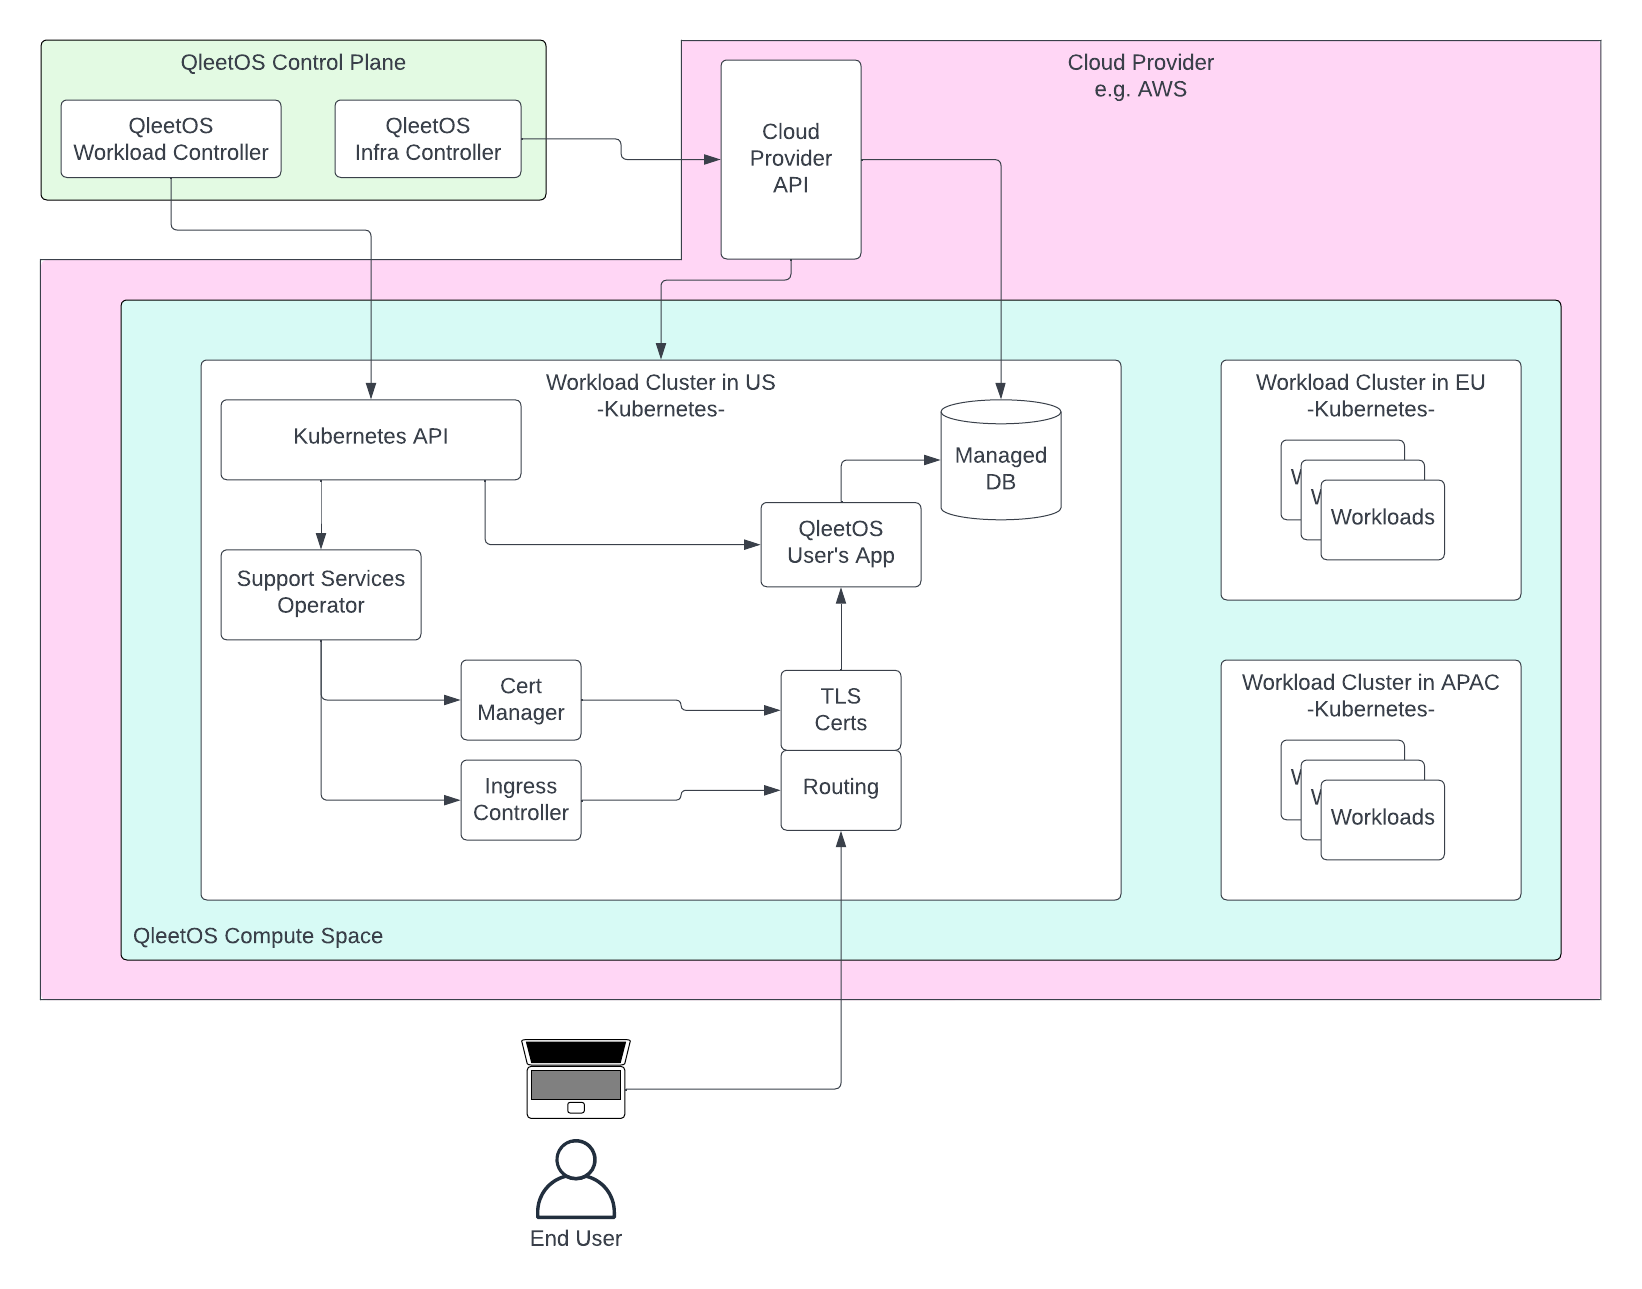 QleetOS Control Plane
QleetOS
Workload Controller
QleetOS
Infra Controller
Cloud Provider
e.g. AWS
Cloud
Provider
API
Workload Cluster in US
-Kubernetes-
Kubernetes API
Managed
DB
QleetOS
User's App
Support Services
Operator
Cert
Manager
TLS
Certs
Ingress
Controller
Routing
Workload Cluster in EU
-Kubernetes-
W
W
Workloads
Workload Cluster in APAC
-Kubernetes-
W
W
Workloads
QleetOS Compute Space
End User